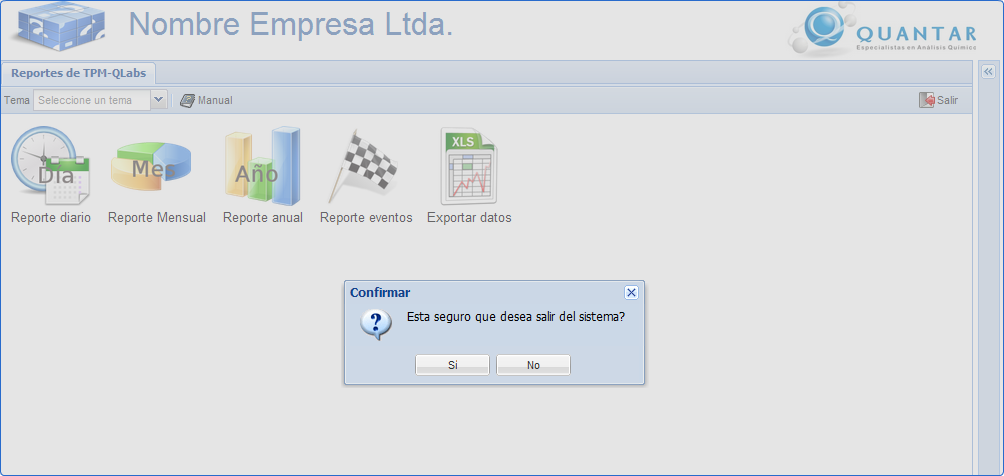 Nombre Empresa Ltda.
QUANTAR
Especialistas en Análisis Químico
Reportes de TPM-QLabs
Tema Seleccione un tema Manual Salir
Día Mes Año XLS
Reporte diario Reporte Mensual Reporte anual Reporte eventos Exportar datos
Confirmar
Esta seguro que desea salir del sistema?
Si No